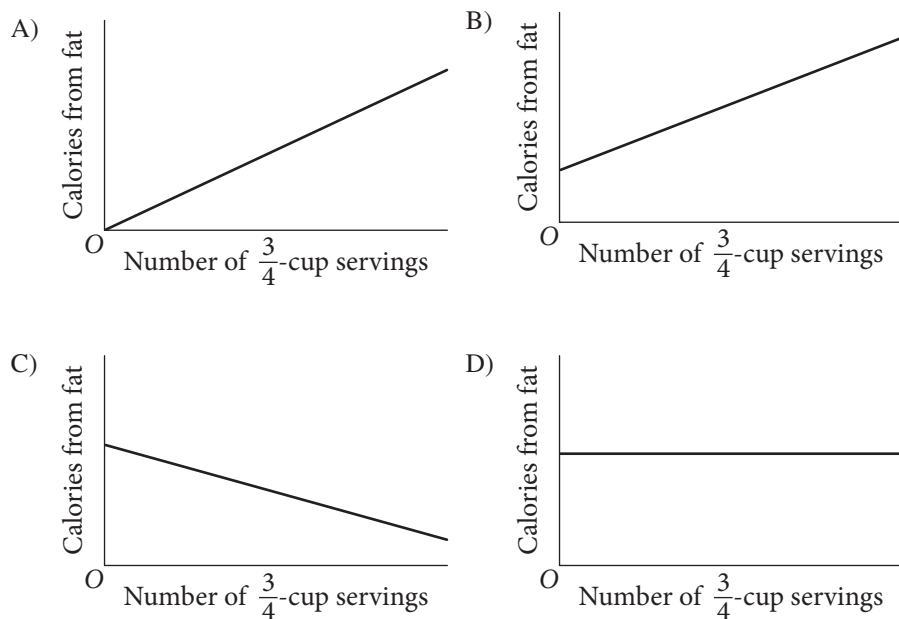 A)
Calories from fat
O
Number of 3/4-cup servings
B)
Calories from fat
O
Number of 3/4-cup servings
C)
Calories from fat
O
Number of 3/4-cup servings
D)
Calories from fat
O
Number of 3/4-cup servings